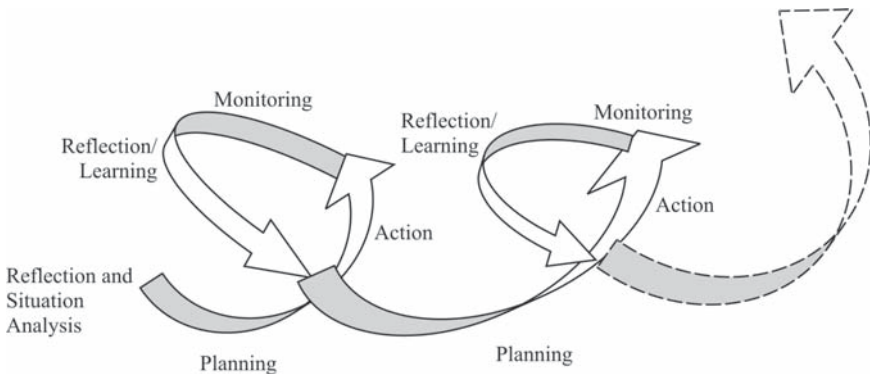 Monitoring
Reflection/
Learning
Action
Reflection and
Situation
Analysis
Planning
Monitoring
Reflection/
Learning
Action
Planning